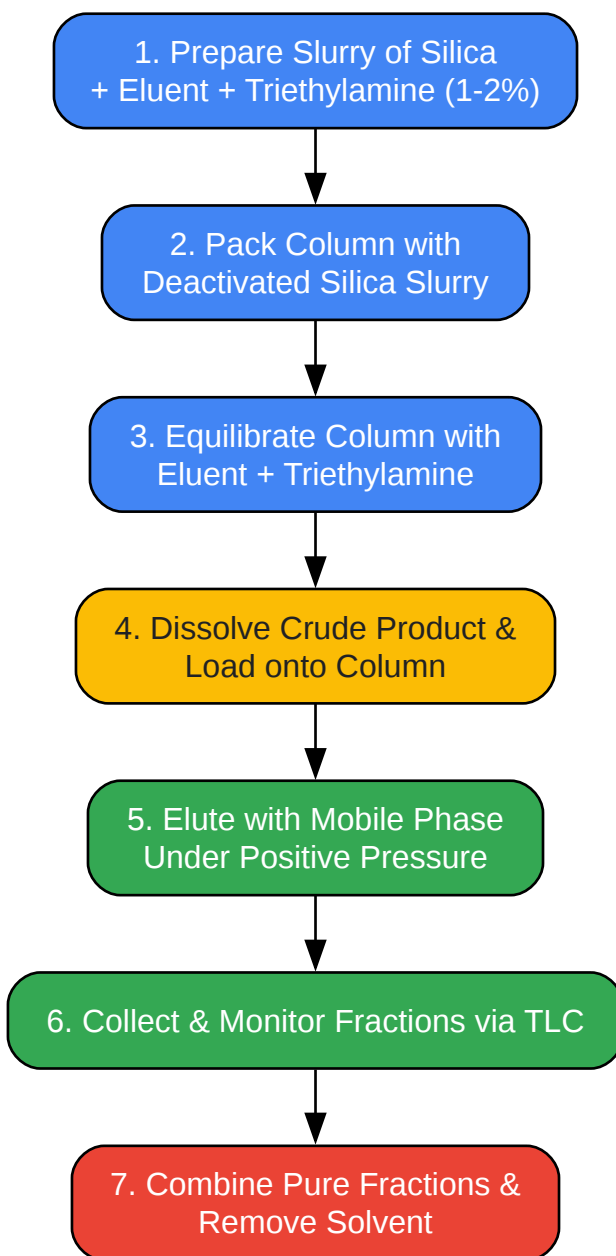 1. Prepare Slurry of Silica
+ Eluent + Triethylamine (1-2%)
2. Pack Column with
Deactivated Silica Slurry
3. Equilibrate Column with
Eluent + Triethylamine
4. Dissolve Crude Product &
Load onto Column
5. Elute with Mobile Phase
Under Positive Pressure
6. Collect & Monitor Fractions via TLC
7. Combine Pure Fractions &
Remove Solvent